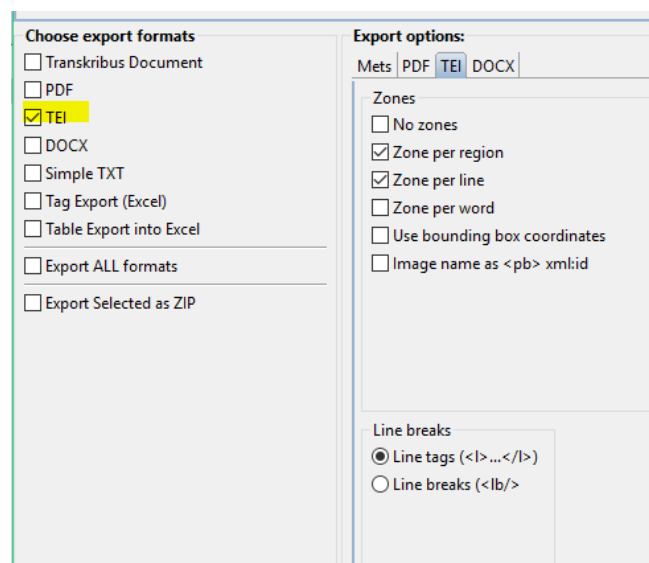 Choose export formats
Transkribus Document
PDF
TEI
DOCX
Simple TXT
Tag Export (Excel)
Table Export into Excel
Export ALL formats
Export Selected as ZIP
Export options:
Mets PDF TEI DOCX
Zones
No zones
Zone per region
Zone per line
Zone per word
Use bounding box coordinates
Image name as <pb> xml:id
Line breaks
Line tags (<l>...</l>)
Line breaks (<lb/>